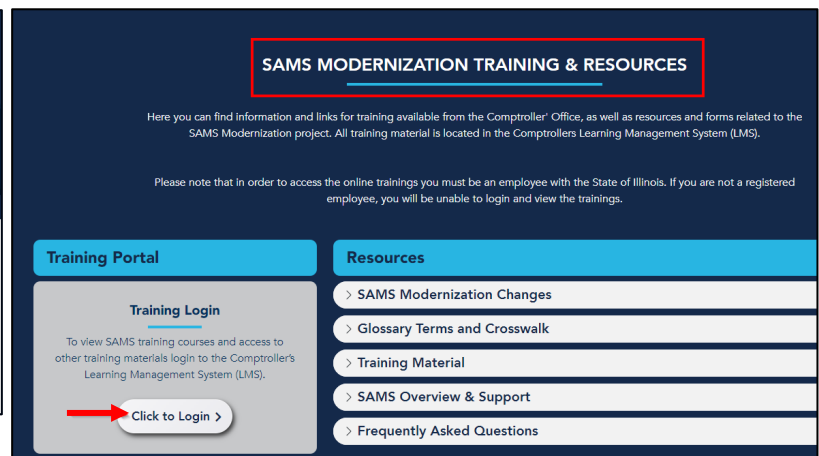 SAMS MODERNIZATION TRAINING & RESOURCES
Here you can find information and links for training available from the Comptroller' Office, as well as resources and forms related to the
SAMS Modernization project. All training material is located in the Comptrollers Learning Management System (LMS).
Please note that in order to access the online trainings you must be an employee with the State of Illinois. If you are not a registered
employee, you will be unable to login and view the trainings.
Training Portal
Training Login
To view SAMS training courses and access to
other training materials login to the Comptroller's
Learning Management System (LMS).
Click to Login >
Resources
> SAMS Modernization Changes
> Glossary Terms and Crosswalk
> Training Material
> SAMS Overview & Support
> Frequently Asked Questions